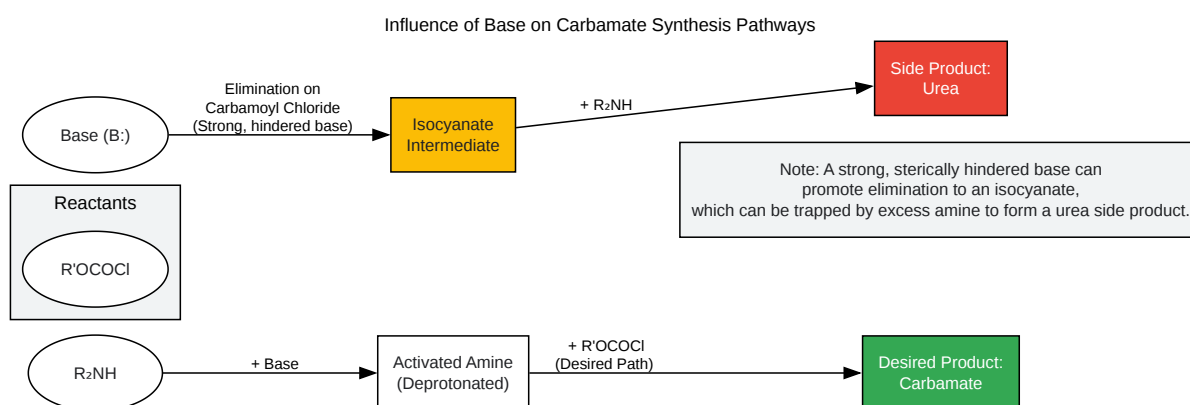 Influence of Base on Carbamate Synthesis Pathways
Base (B:)
Elimination on
Carbamoyl Chloride
(Strong, hindered base)
Isocyanate
Intermediate
+ R₂NH
Side Product:
Urea
Note: A strong, sterically hindered base can
promote elimination to an isocyanate,
which can be trapped by excess amine to form a urea side product.
Reactants
R'OCOCl
R₂NH
+ Base
Activated Amine
(Deprotonated)
+ R'OCOCl
(Desired Path)
Desired Product:
Carbamate